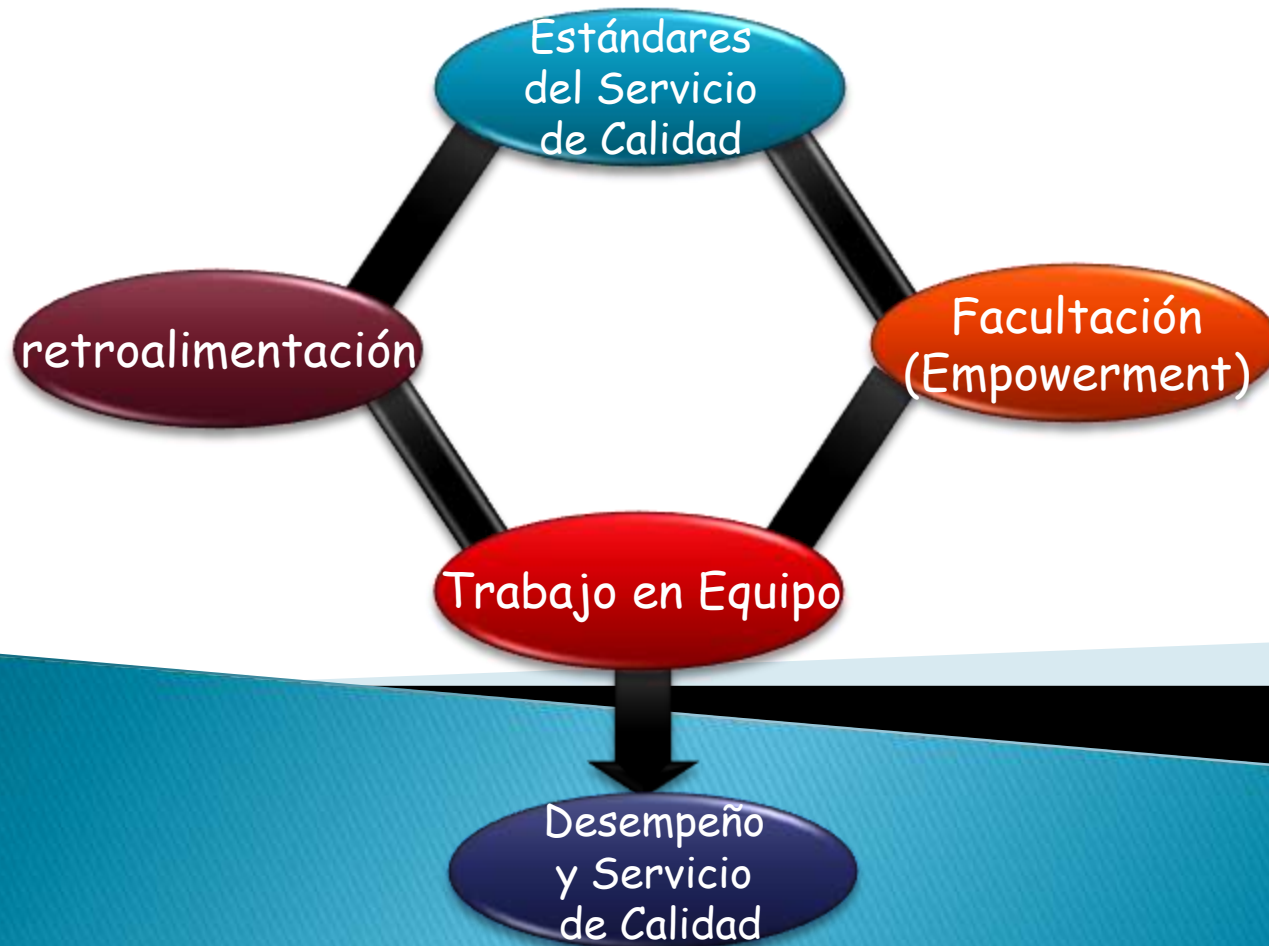 Estándares
del Servicio
de Calidad
retroalimentación
Facultación
(Empowerment)
Trabajo en Equipo
Desempeño
y Servicio
de Calidad